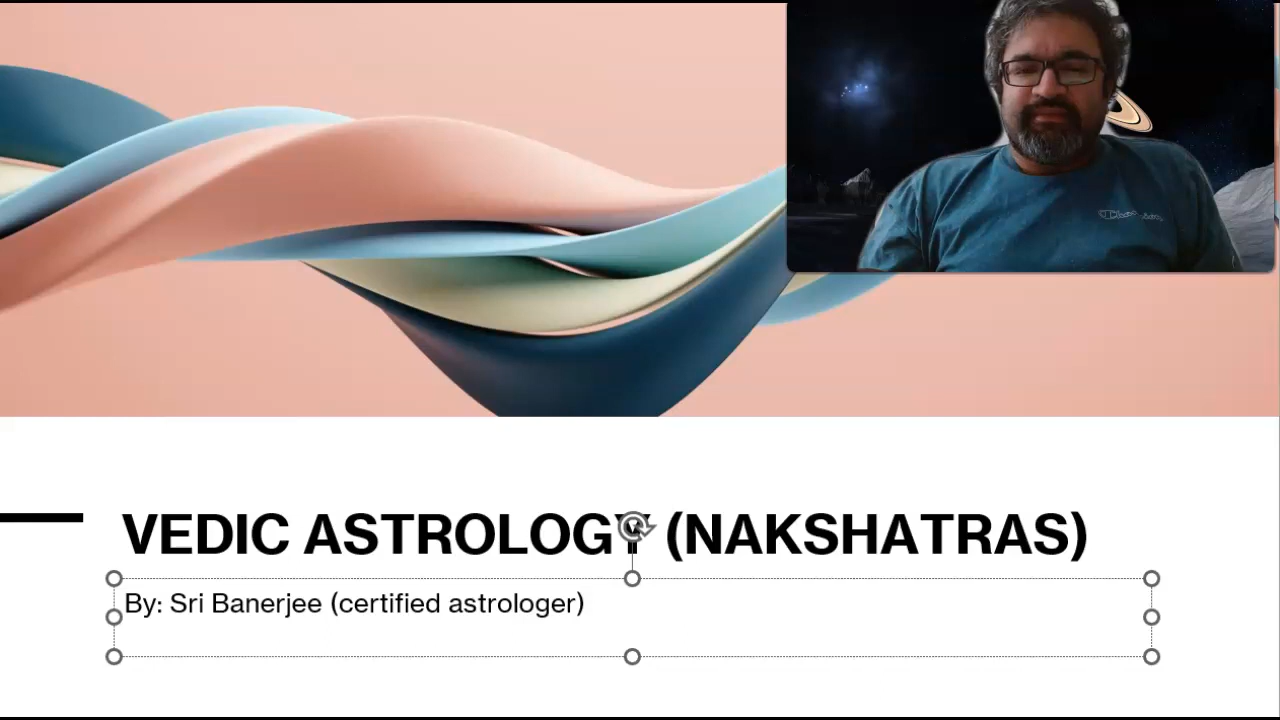 VEDIC ASTROLOGY (NAKSHATRAS)
By: Sri Banerjee (certified astrologer)